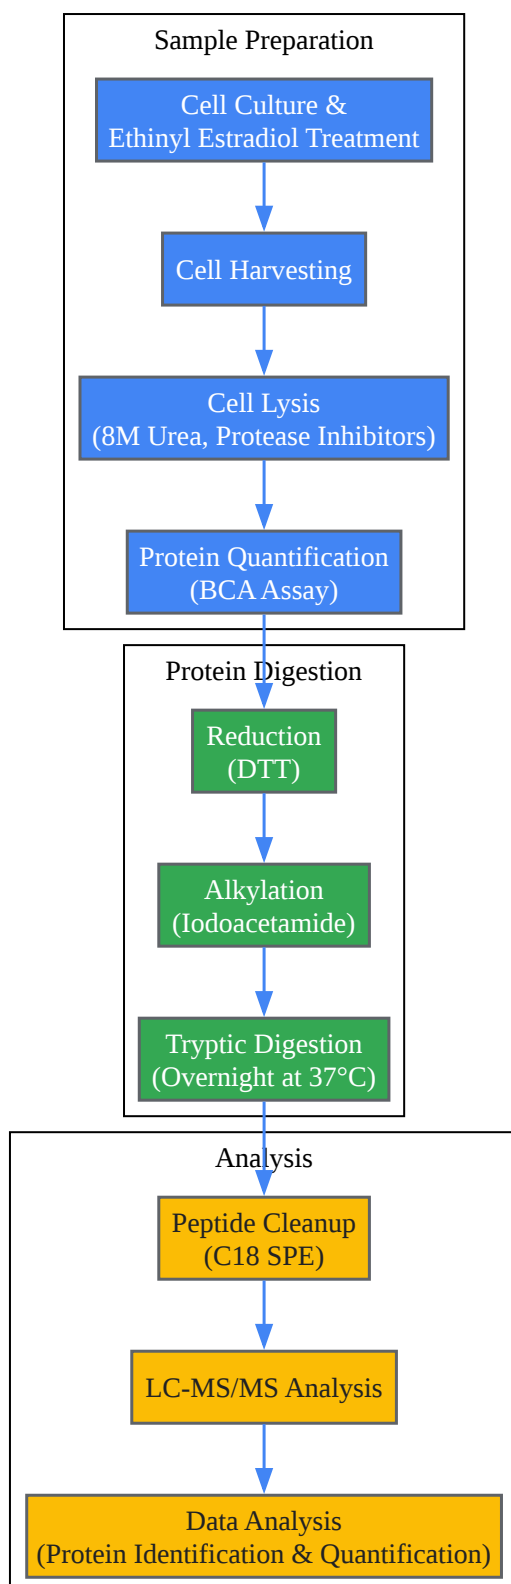 Sample Preparation
Cell Culture &
Ethinyl Estradiol Treatment
Cell Harvesting
Cell Lysis
(8M Urea, Protease Inhibitors)
Protein Quantification
(BCA Assay)
Protein Digestion
Reduction
(DTT)
Alkylation
(Iodoacetamide)
Tryptic Digestion
(Overnight at 37°C)
Analysis
Peptide Cleanup
(C18 SPE)
LC-MS/MS Analysis
Data Analysis
(Protein Identification & Quantification)